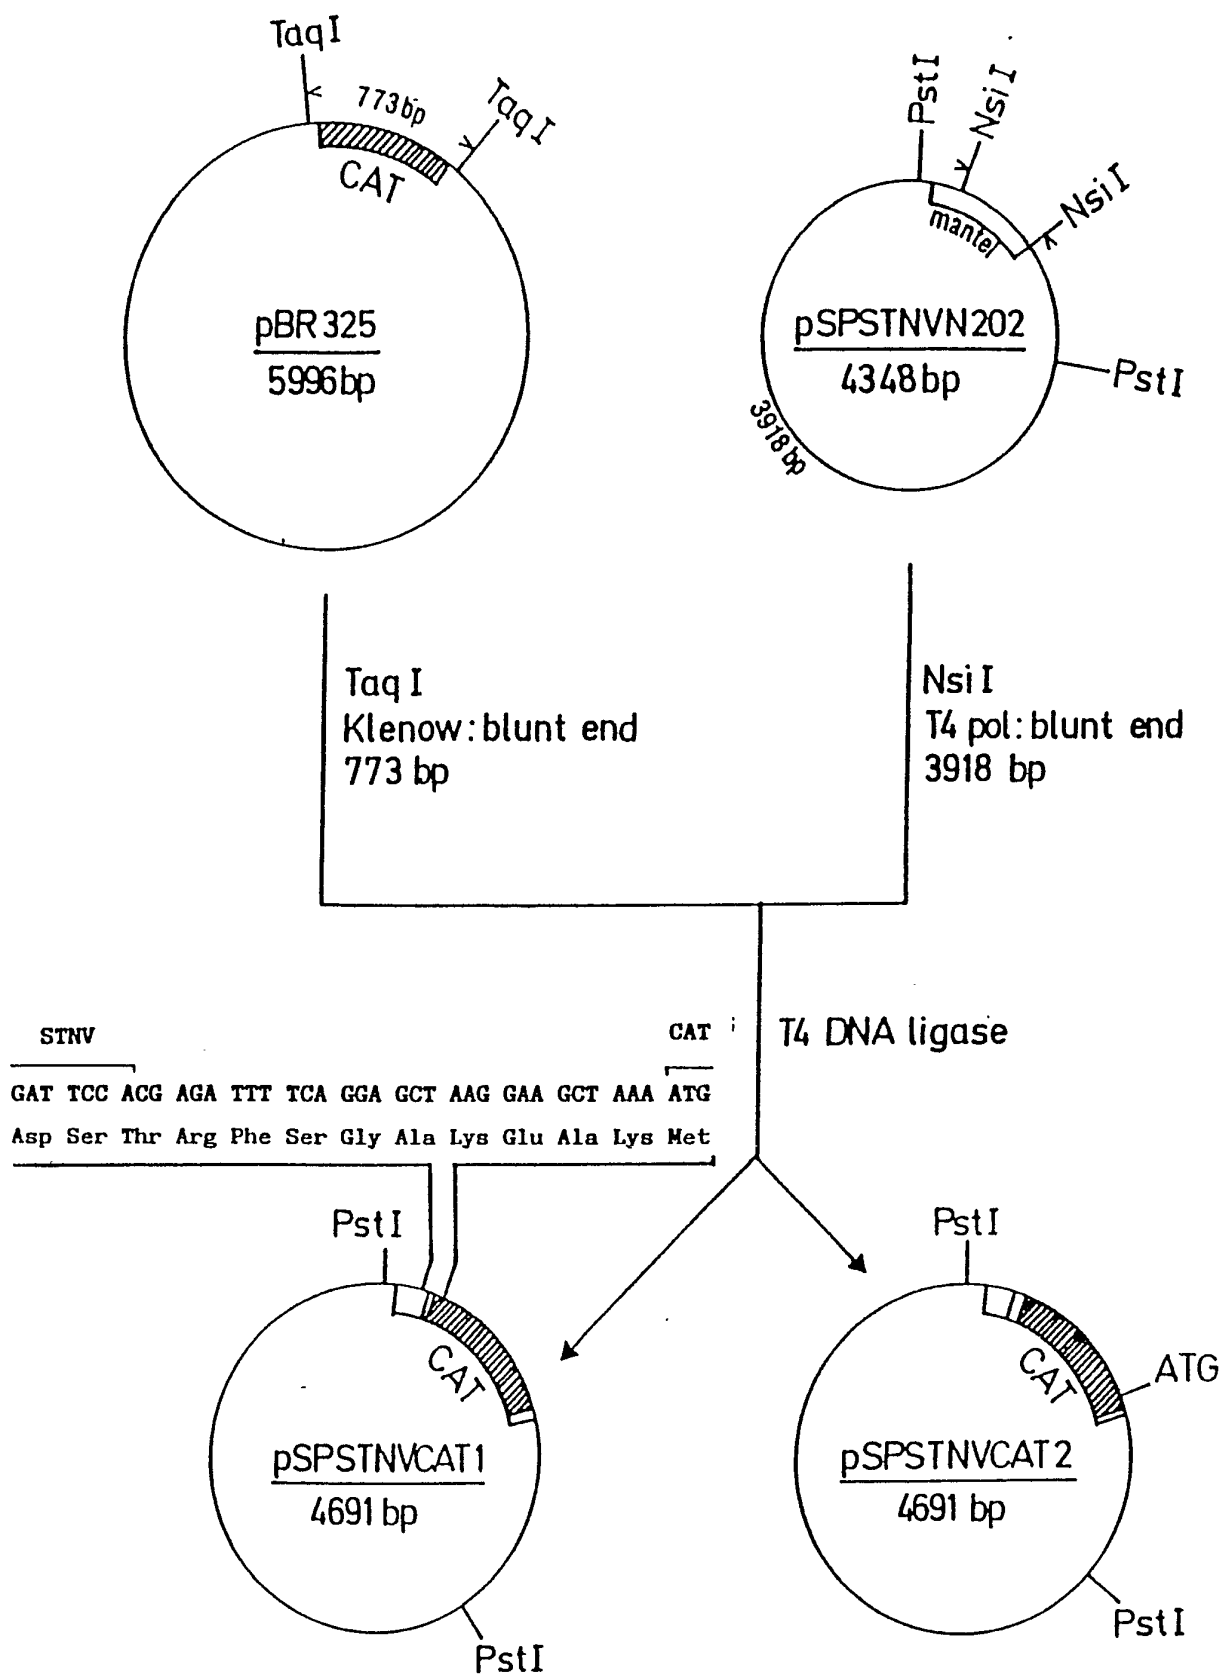 TaqI
773bp
TaqI
CAT
pBR325
5996bp
PstI
NsiI
NsiI
mantel
pSPSTNVN202
4348bp
PstI
3918bp
Taq I
Klenow: blunt end
773 bp
Nsi I
T4 pol: blunt end
3918 bp
T4 DNA ligase
STNV
CAT
GAT TCC ACG AGA TTT TCA GGA GCT AAG GAA GCT AAA ATG
Asp Ser Thr Arg Phe Ser Gly Ala Lys Glu Ala Lys Met
PstI
CAT
pSPSTNVCAT1
4691 bp
PstI
PstI
CAT
ATG
pSPSTNVCAT2
4691 bp
PstI